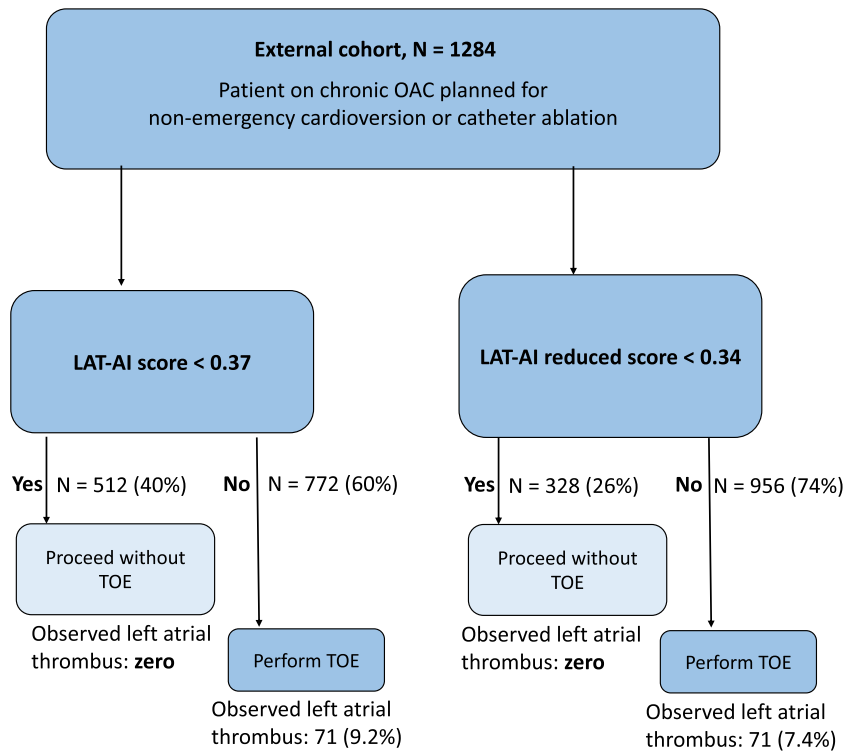 External cohort, N = 1284
Patient on chronic OAC planned for
non-emergency cardioversion or catheter ablation
LAT-AI score < 0.37
Yes N = 512 (40%)
No N = 772 (60%)
Proceed without
TOE
Observed left atrial
thrombus: zero
Perform TOE
Observed left atrial
thrombus: 71 (9.2%)
LAT-AI reduced score < 0.34
Yes N = 328 (26%)
No N = 956 (74%)
Proceed without
TOE
Observed left atrial
thrombus: zero
Perform TOE
Observed left atrial
thrombus: 71 (7.4%)